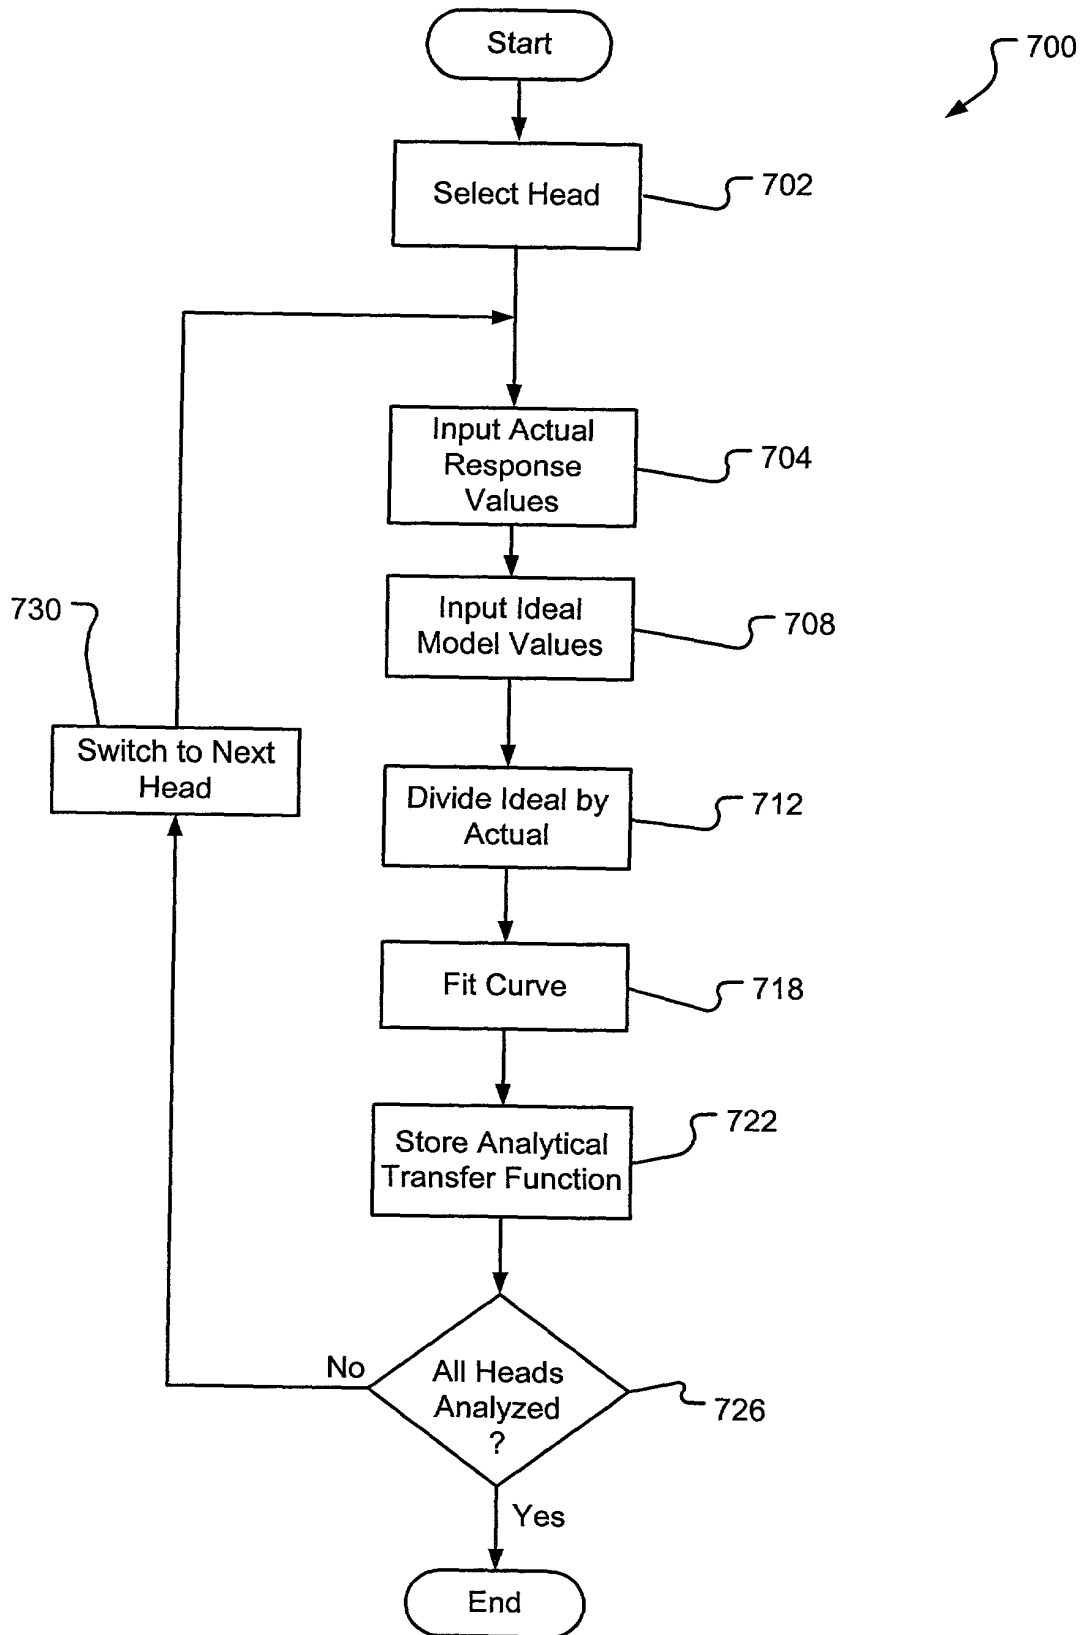 Start
700
Select Head
702
Input Actual
Response
Values
704
Input Ideal
Model Values
708
730
Switch to Next
Head
Divide Ideal by
Actual
712
Fit Curve
718
Store Analytical
Transfer Function
722
No
All Heads
Analyzed
?
726
Yes
End